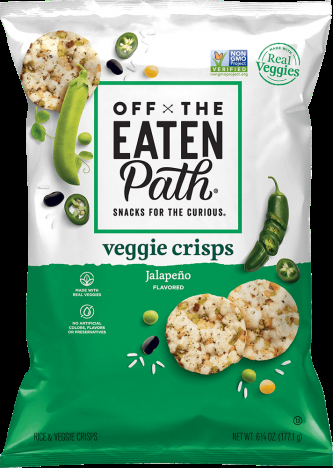 NON
GMO
Project
VERIFIED
nongmoproject.org
MADE WITH
Real
Veggies
OFF × THE
EATEN
Path®
SNACKS FOR THE CURIOUS®
veggie crisps
Jalapeño
FLAVORED
MADE WITH
REAL VEGGIES
NO ARTIFICIAL
COLORS, FLAVORS
OR PRESERVATIVES
RICE & VEGGIE CRISPS
NET WT. 6¼ OZ. (177.1 g)